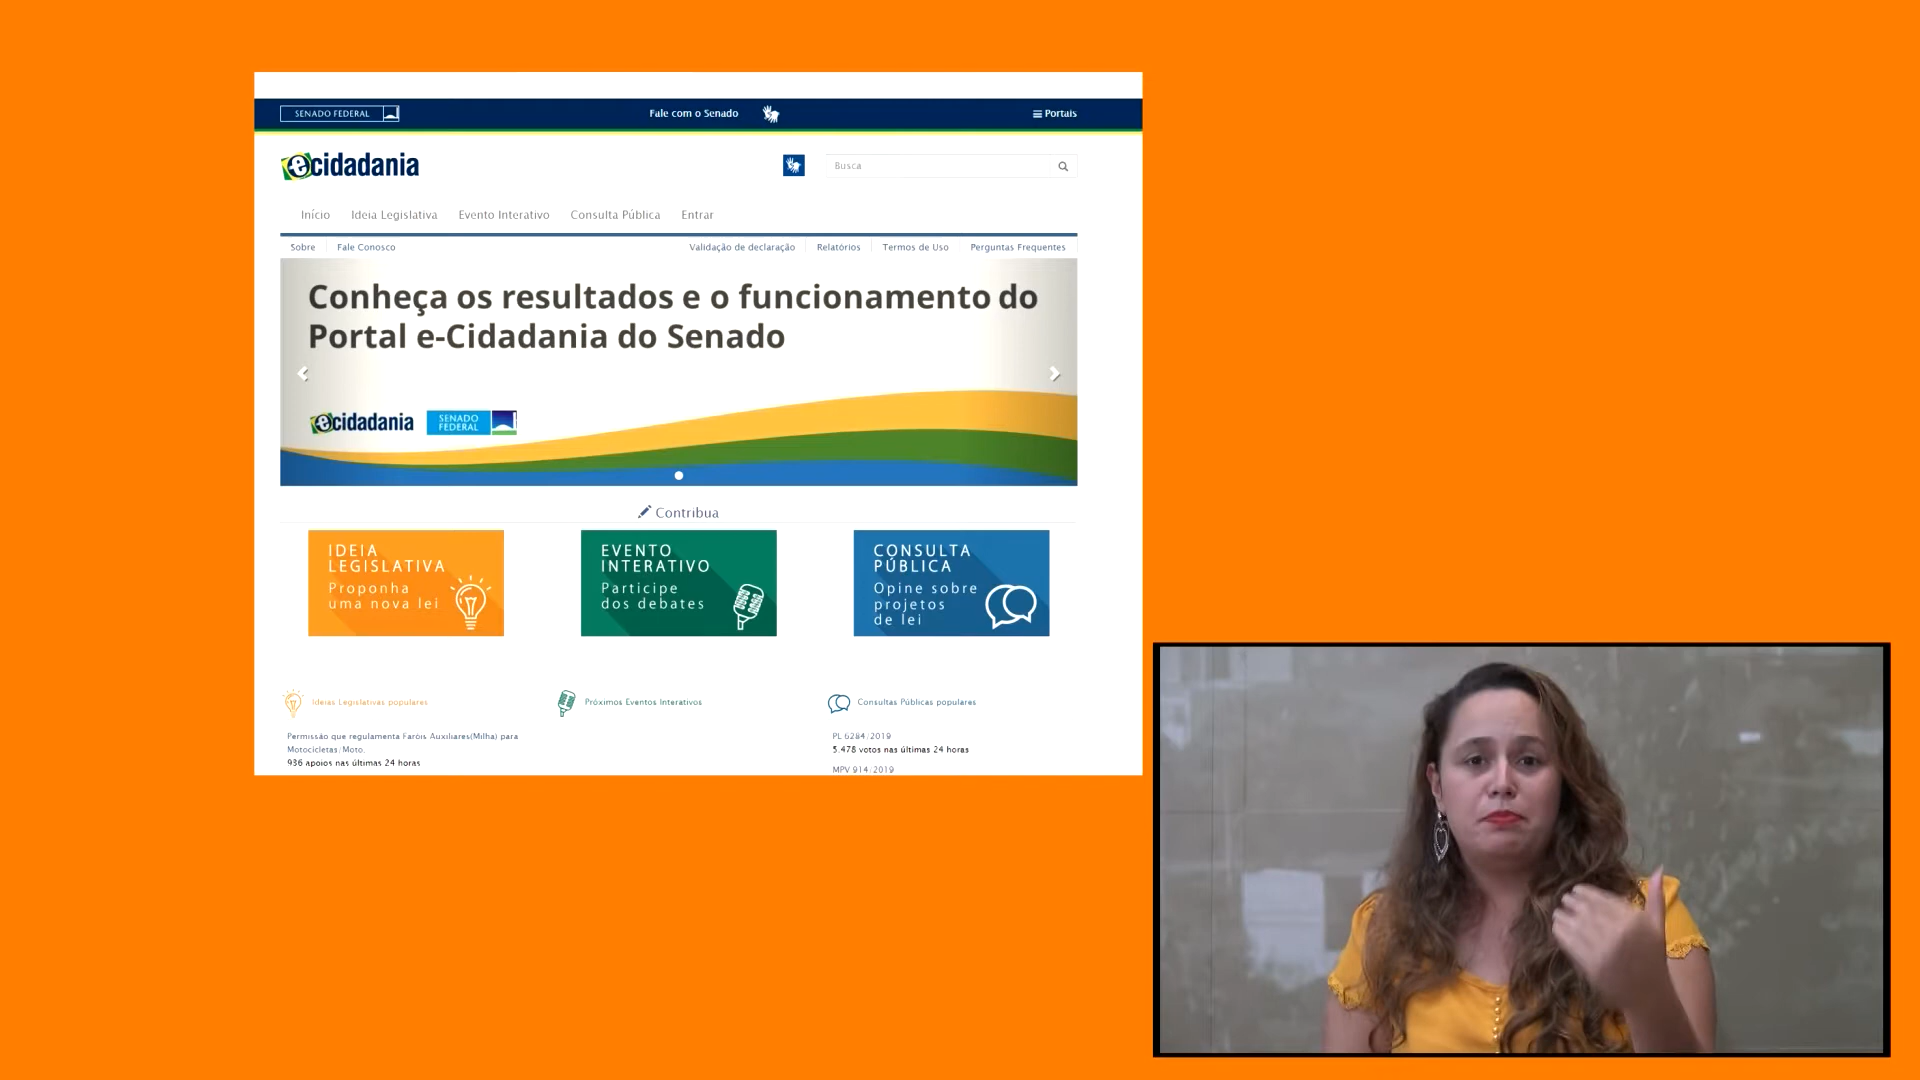 SENADO FEDERAL
Fale com o Senado
Portais
ecidadania
Busca
Início
Ideia Legislativa
Evento Interativo
Consulta Pública
Entrar
Sobre
Fale Conosco
Validação de declaração
Relatórios
Termos de Uso
Perguntas Frequentes
Conheça os resultados e o funcionamento do
Portal e-Cidadania do Senado
ecidadania
SENADO
FEDERAL
Contribua
IDEIA
LEGISLATIVA
Proponha
uma nova lei
EVENTO
INTERATIVO
Participe
dos debates
CONSULTA
PÚBLICA
Opine sobre
projetos
de lei
Ideias Legislativas populares
Próximos Eventos Interativos
Consultas Públicas populares
Permissão que regulamenta Faróis Auxiliares(Milha) para
Motocicletas/Moto.
936 apoios nas últimas 24 horas
PL 6284/2019
5.478 votos nas últimas 24 horas
MPV 914/2019